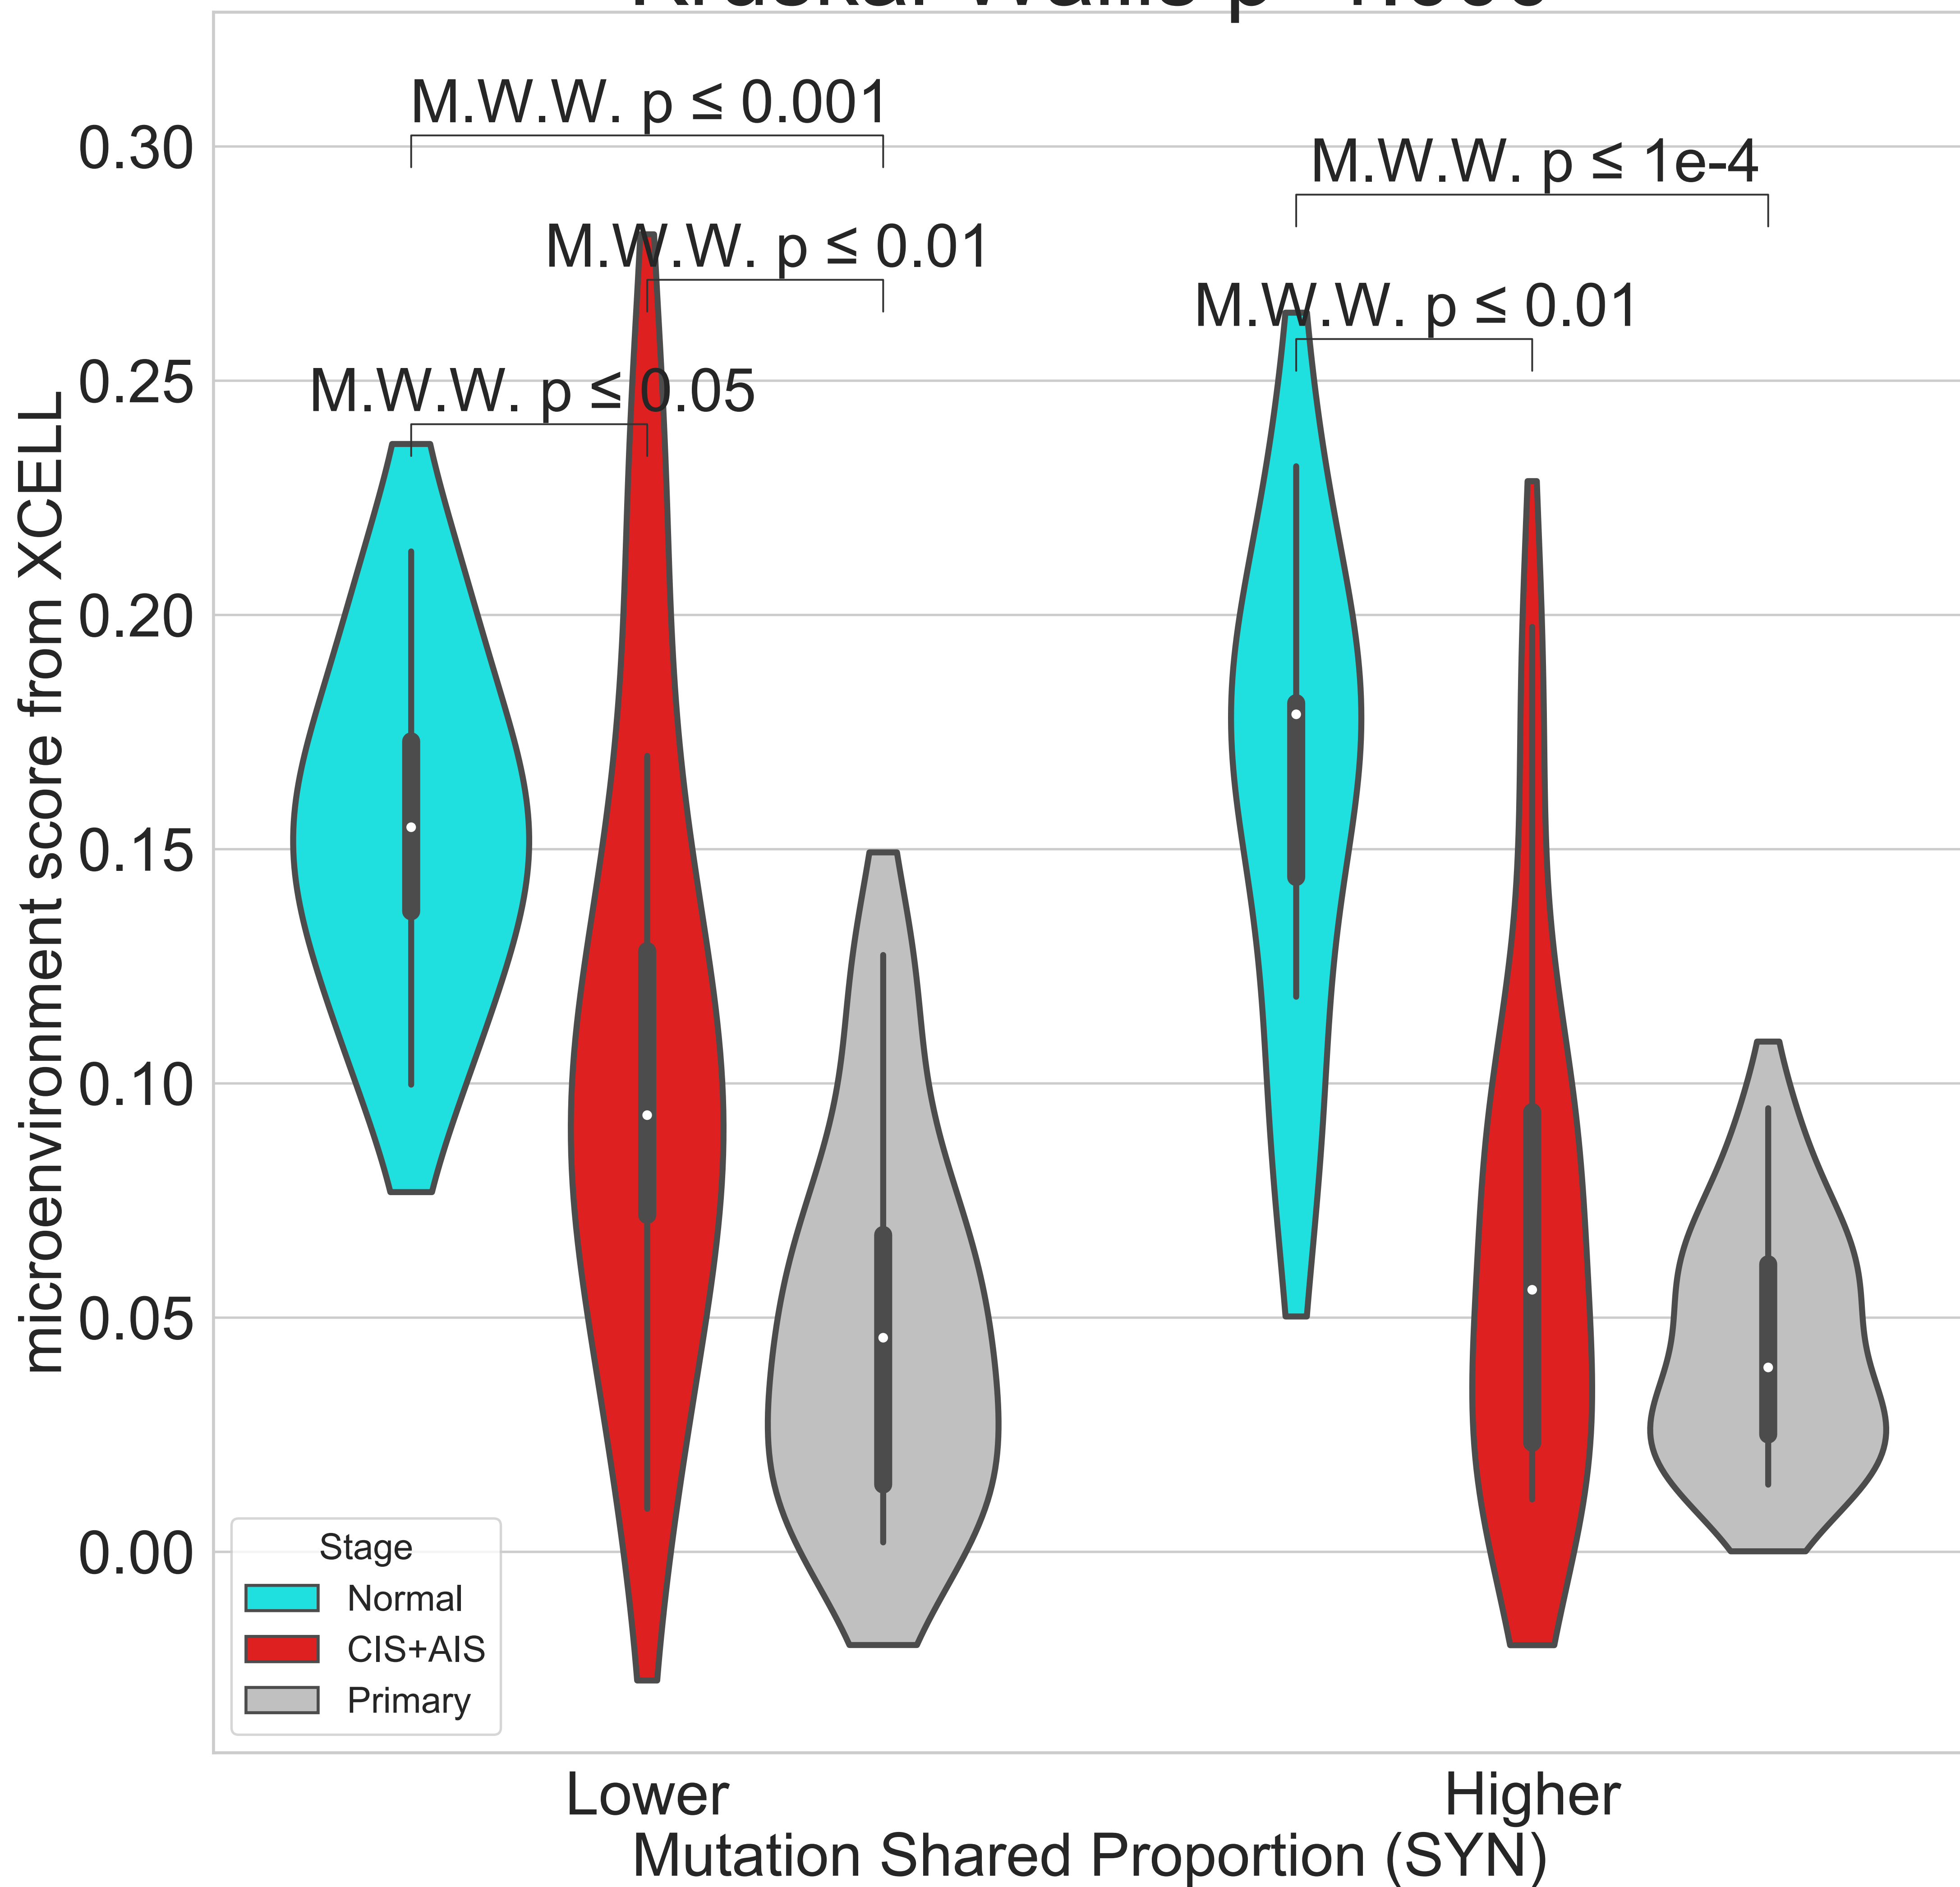 M.W.W. p ≤ 0.001
M.W.W. p ≤ 1e-4
M.W.W. p ≤ 0.01
M.W.W. p ≤ 0.01
M.W.W. p ≤ 0.05
0.30
0.25
0.20
0.15
0.10
0.05
0.00
microenvironment score from XCELL
Stage
Normal
CIS+AIS
Primary
Lower
Higher
Mutation Shared Proportion (SYN)